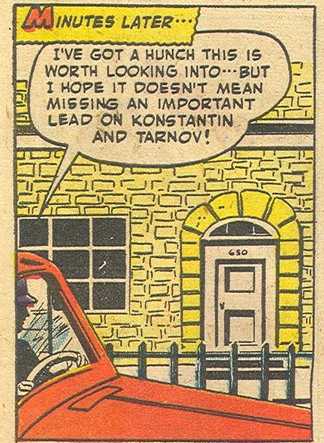 MINUTES LATER...
I'VE GOT A HUNCH THIS IS
WORTH LOOKING INTO...BUT
I HOPE IT DOESN'T MEAN
MISSING AN IMPORTANT
LEAD ON KONSTANTIN
AND TARNOV!
630